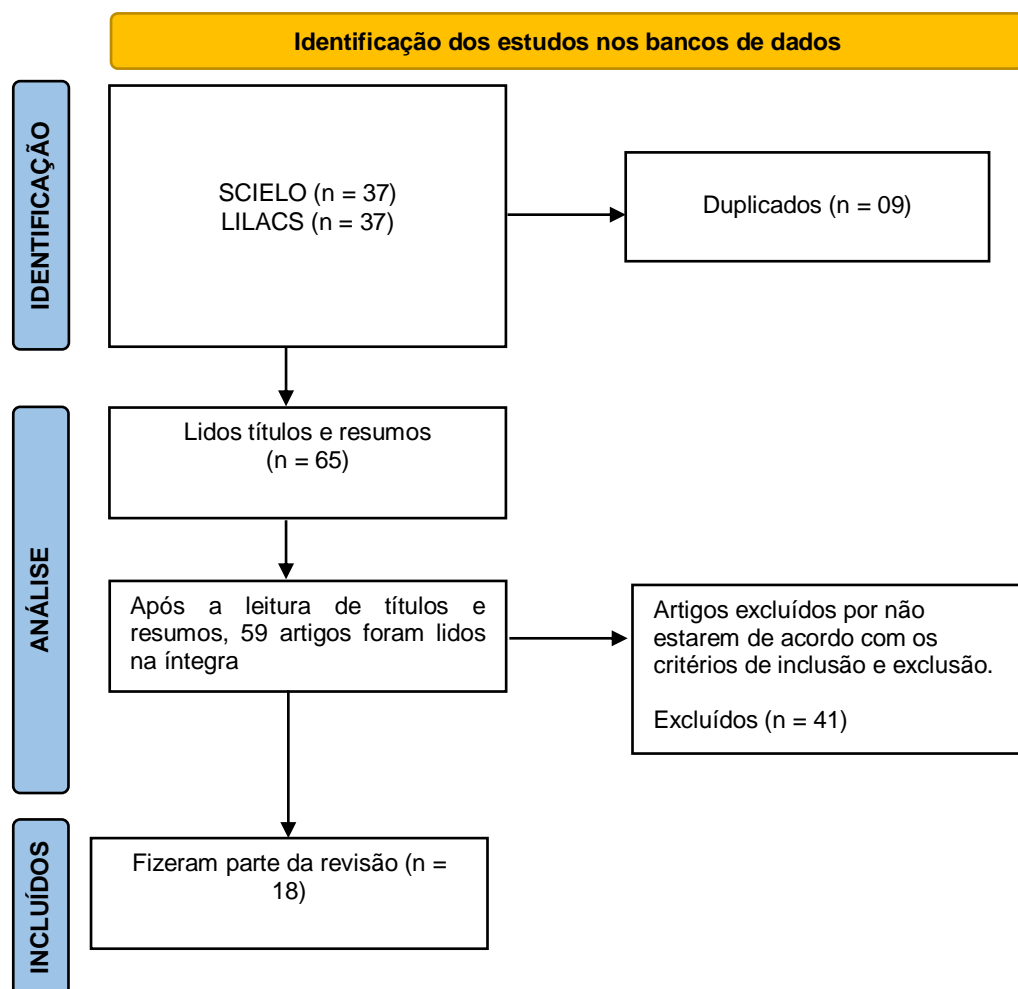 Identificação dos estudos nos bancos de dados
IDENTIFICAÇÃO
SCIELO (n = 37)
LILACS (n = 37)
Duplicados (n = 09)
ANÁLISE
Lidos títulos e resumos
(n = 65)
Após a leitura de títulos e
resumos, 59 artigos foram lidos
na íntegra
Artigos excluídos por não
estarem de acordo com os
critérios de inclusão e exclusão.
Excluídos (n = 41)
INCLUÍDOS
Fizeram parte da revisão (n =
18)